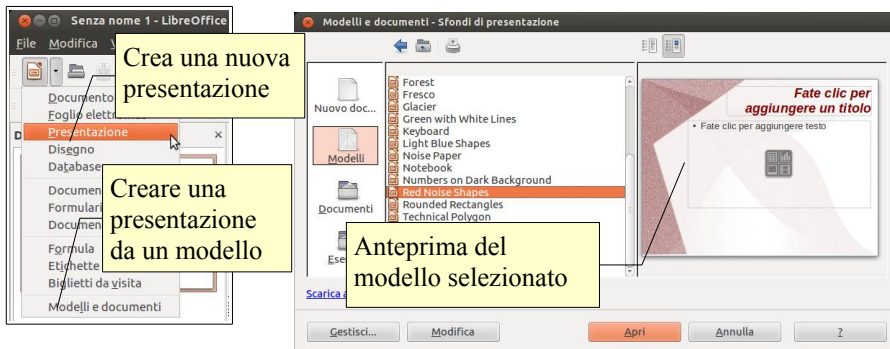 Senza nome 1 - LibreOffice
File Modifica
Crea una nuova
presentazione
Documento
Foglio elettronico
Presentazione
Disegno
Database
Formulari
Formula
Etichette
Biglietti da visita
Modelli e documenti
Creare una
presentazione
da un modello
Modelli e documenti - Sfondi di presentazione
Nuovo doc...
Modelli
Documenti
Forest
Fresco
Glacier
Green with White Lines
Keyboard
Light Blue Shapes
Noise Paper
Notebook
Numbers on Dark Background
Red Noise Shapes
Rounded Rectangles
Technical Polygon
Fate clic per
aggiungere un titolo
• Fate clic per aggiungere testo
Anteprima del
modello selezionato
Scarica
Gestisci... Modifica Apri Annulla ?